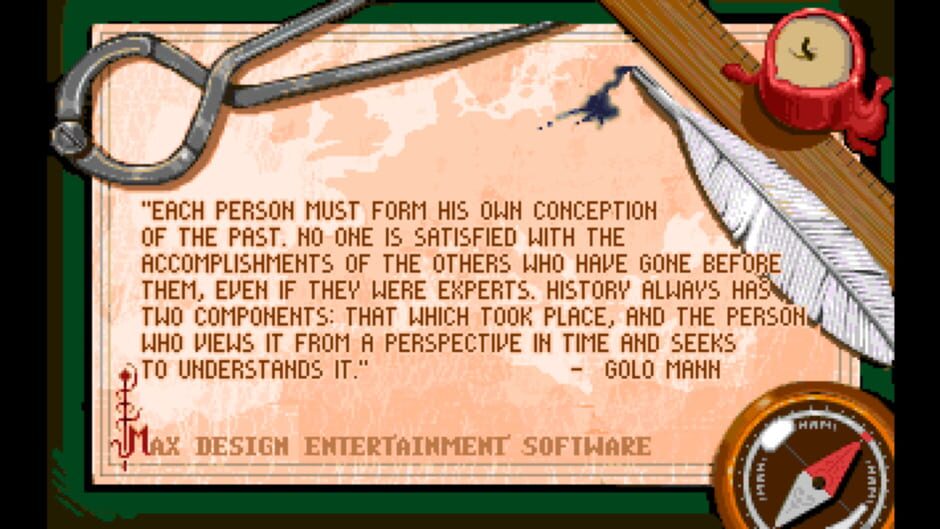 "EACH PERSON MUST FORM HIS OWN CONCEPTION
OF THE PAST. NO ONE IS SATISFIED WITH THE
ACCOMPLISHMENTS OF THE OTHERS WHO HAVE GONE BEFORE
THEM, EVEN IF THEY WERE EXPERTS. HISTORY ALWAYS HAS
TWO COMPONENTS: THAT WHICH TOOK PLACE, AND THE PERSON
WHO VIEWS IT FROM A PERSPECTIVE IN TIME AND SEEKS
TO UNDERSTANDS IT." - GOLO MANN
MAX DESIGN ENTERTAINMENT SOFTWARE